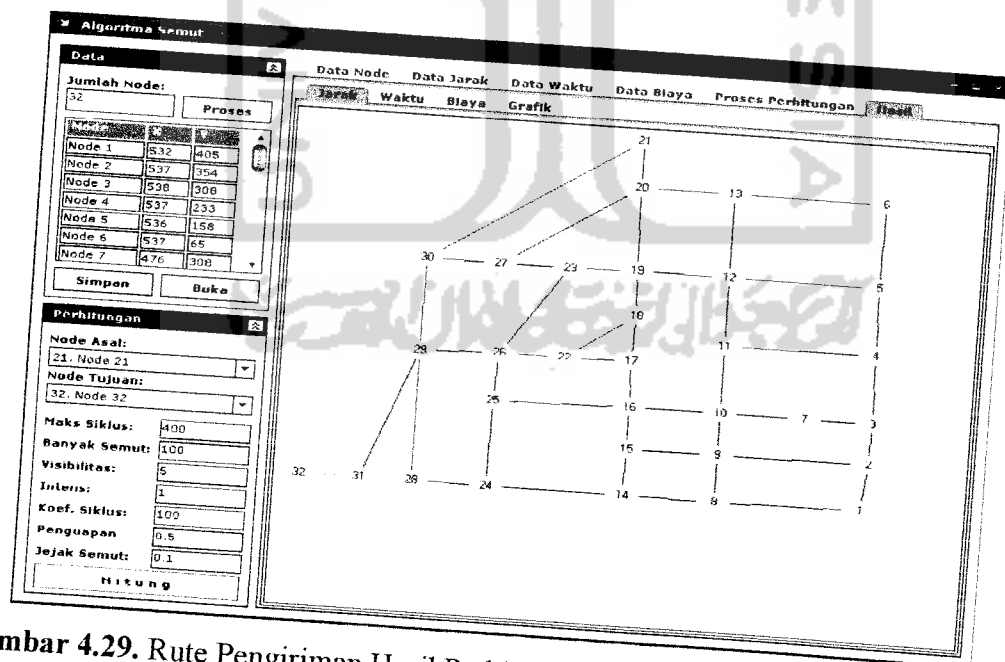 Algoritma Semut
Data
Jumlah Node:
32
Proses
Node 1 532 405
Node 2 537 354
Node 3 538 308
Node 4 537 233
Node 5 536 158
Node 6 537 65
Node 7 476 308
Simpan Buka
Perhitungan
Node Asal:
21. Node 21
Node Tujuan:
32. Node 32
Maks Siklus: 400
Banyak Semut: 100
Visibilitas: 5
Intens: 1
Koef. Siklus: 100
Penguapan 0.5
Jejak Semut: 0.1
Hitung
Data Node Data Jarak Data Waktu Data Biaya Proses Perhitungan Hasil
Jarak Waktu Biaya Grafik
21
20 13 6
30 27 23 19 12 5
18
29 26 22 17 11 4
25 16 10 7 3
15 9 2
32 31 28 24 14 8 1
mbar 4.29. Rute Pengiriman Hasil